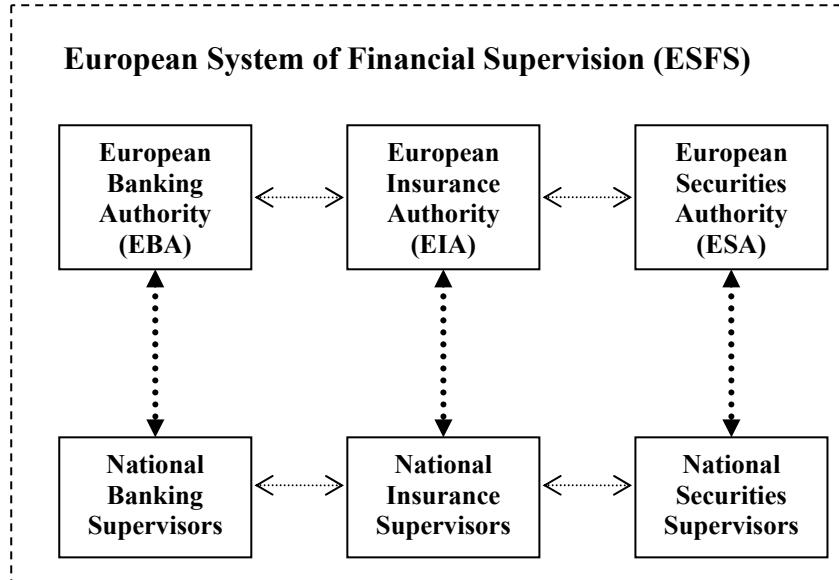 European System of Financial Supervision (ESFS)
European
Banking
Authority
(EBA)
European
Insurance
Authority
(EIA)
European
Securities
Authority
(ESA)
National
Banking
Supervisors
National
Insurance
Supervisors
National
Securities
Supervisors